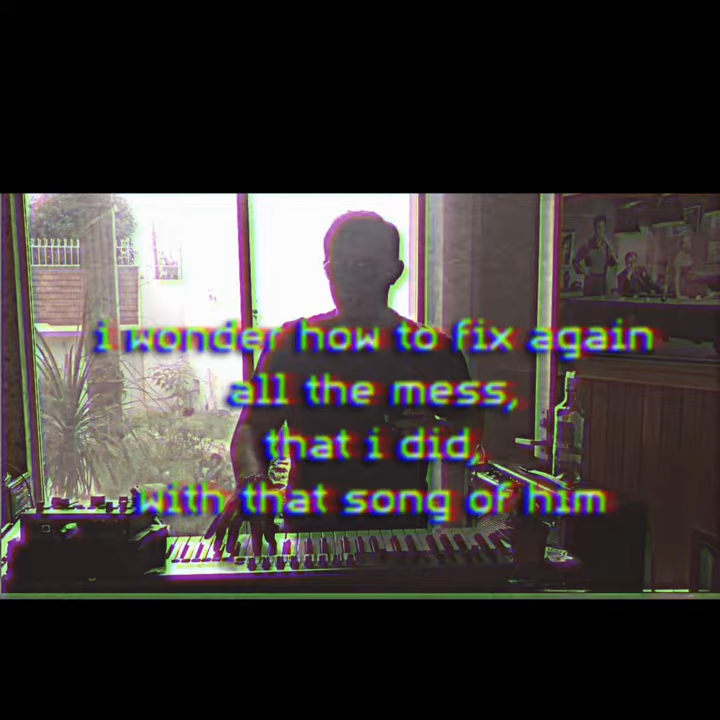 i wonder how to fix again
all the mess,
that i did,
with that song of him